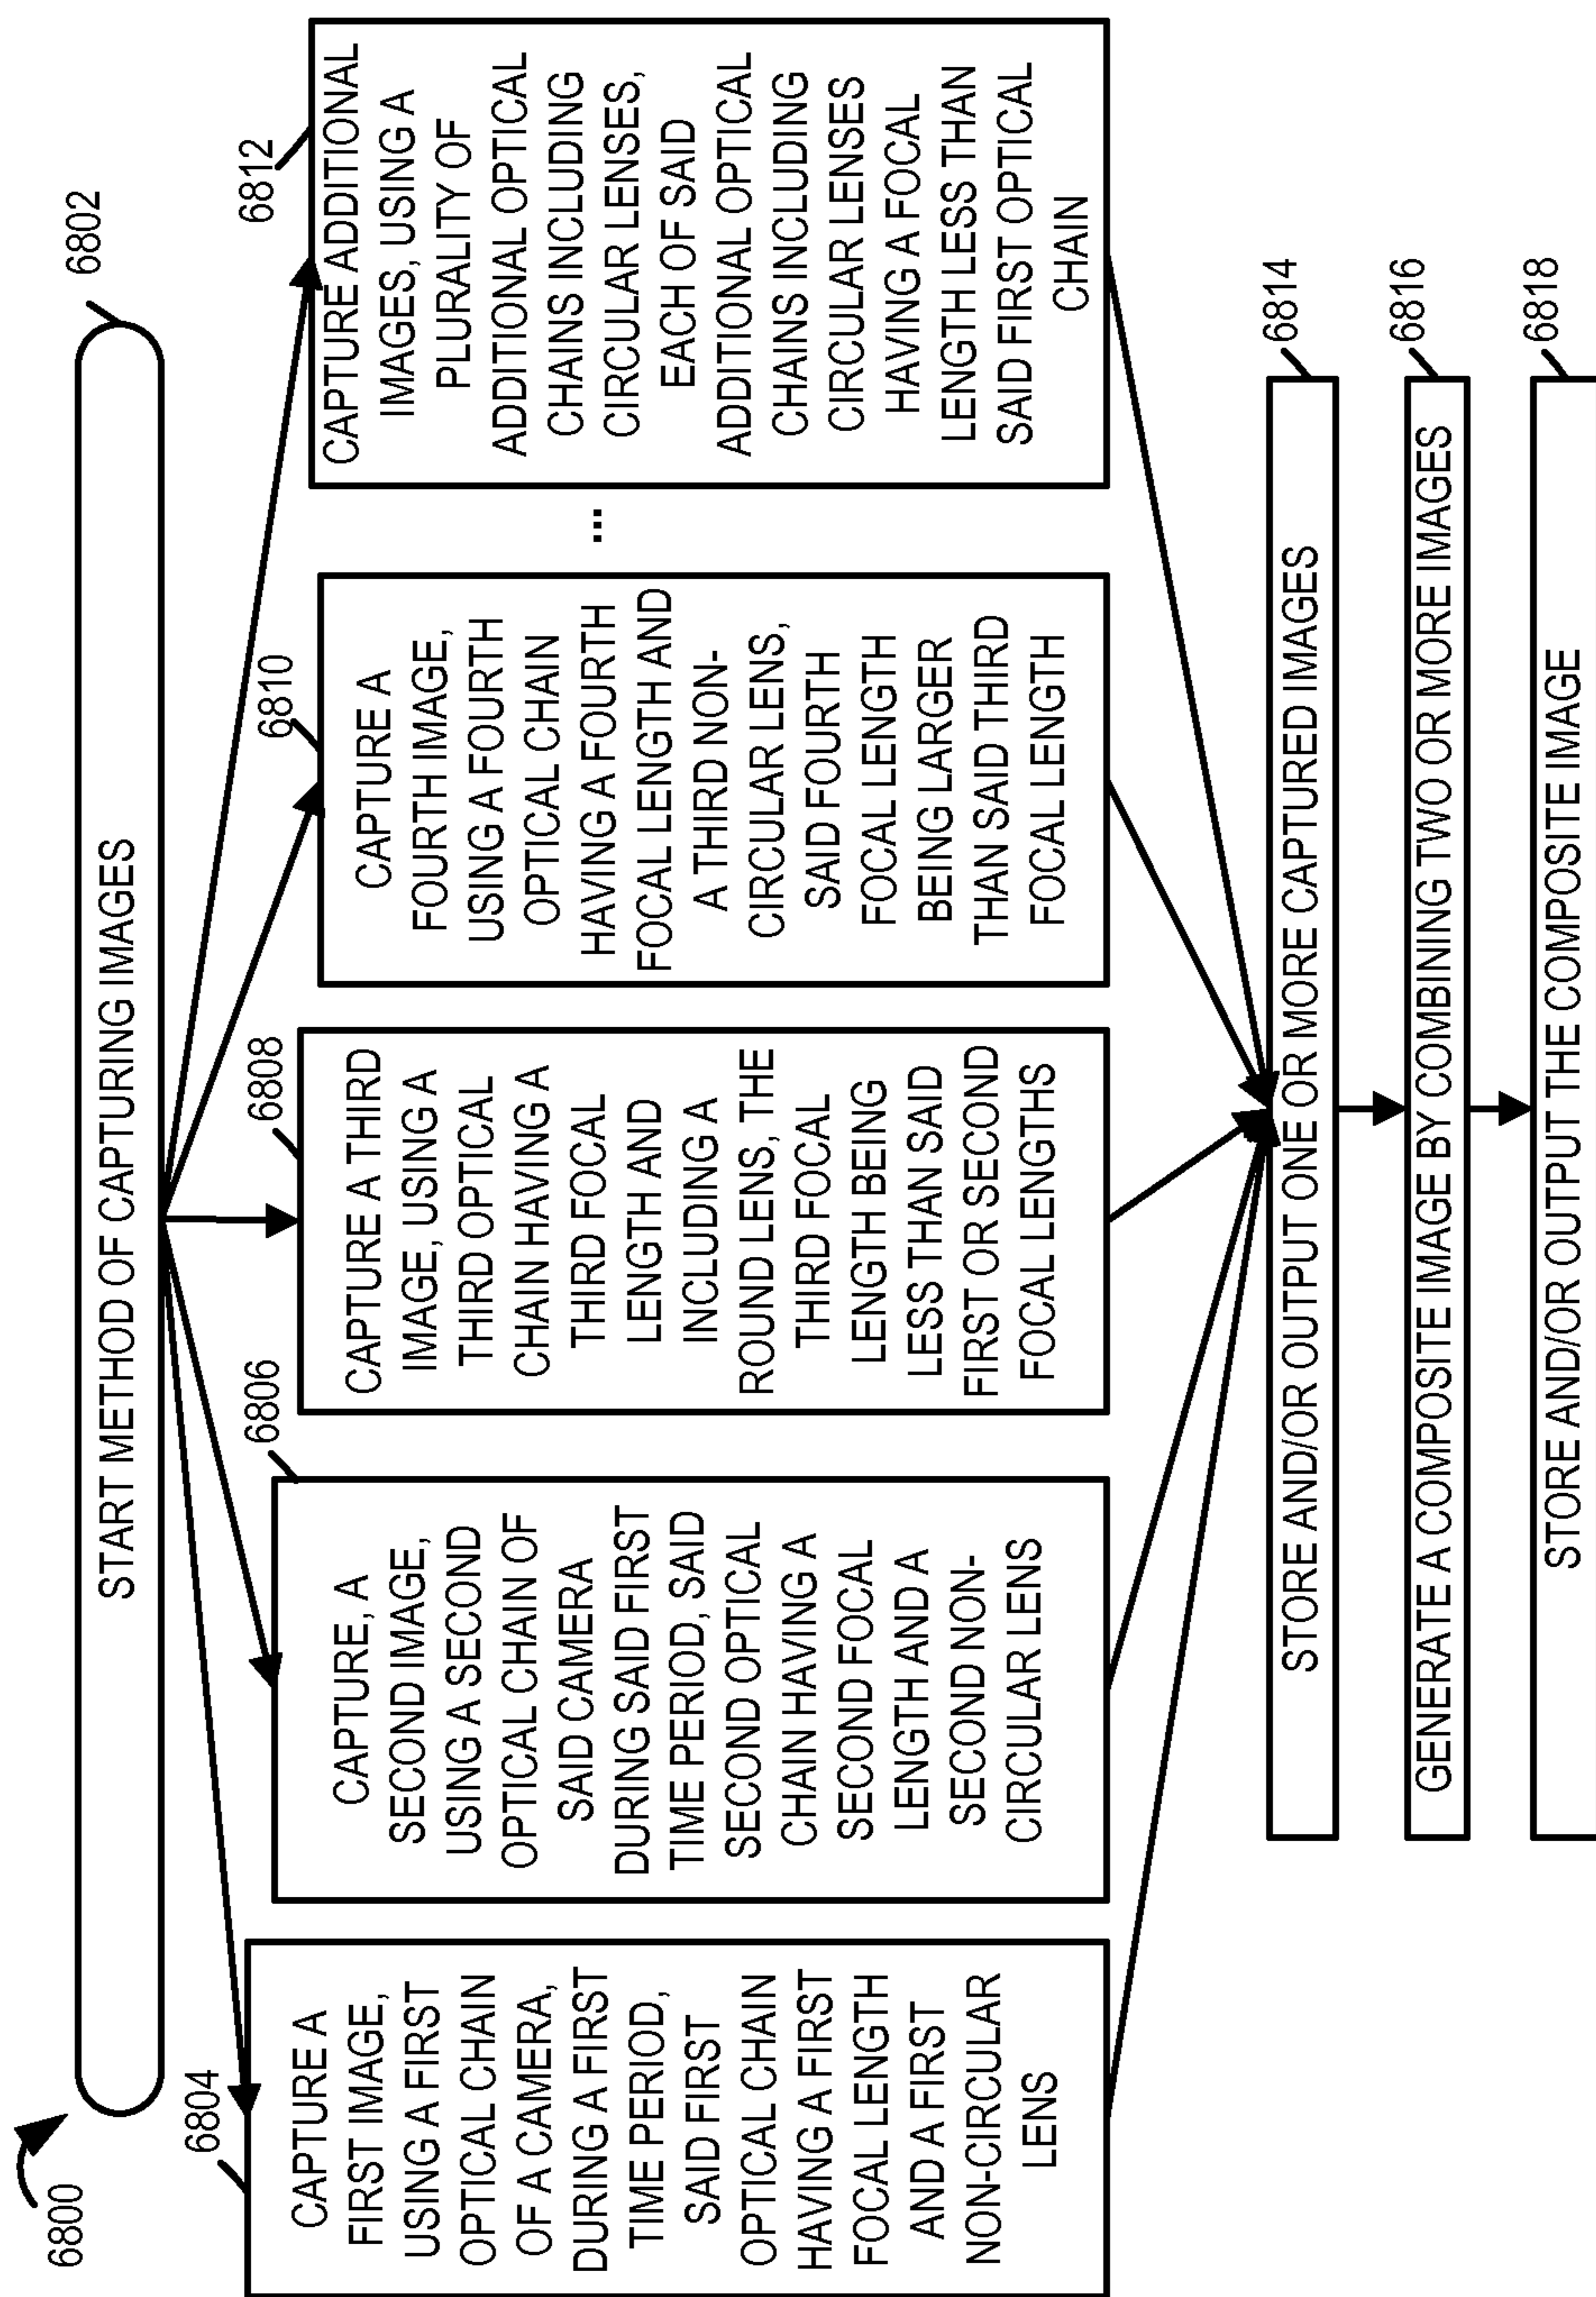 6800
START METHOD OF CAPTURING IMAGES
6802
6804
CAPTURE A
FIRST IMAGE,
USING A FIRST
OPTICAL CHAIN
OF A CAMERA,
DURING A FIRST
TIME PERIOD,
SAID FIRST
OPTICAL CHAIN
HAVING A FIRST
FOCAL LENGTH
AND A FIRST
NON-CIRCULAR
LENS
6806
CAPTURE, A
SECOND IMAGE,
USING A SECOND
OPTICAL CHAIN OF
SAID CAMERA
DURING SAID FIRST
TIME PERIOD, SAID
SECOND OPTICAL
CHAIN HAVING A
SECOND FOCAL
LENGTH AND A
SECOND NON-
CIRCULAR LENS
6808
CAPTURE A THIRD
IMAGE, USING A
THIRD OPTICAL
CHAIN HAVING A
THIRD FOCAL
LENGTH AND
INCLUDING A
ROUND LENS, THE
THIRD FOCAL
LENGTH BEING
LESS THAN SAID
FIRST OR SECOND
FOCAL LENGTHS
6810
CAPTURE A
FOURTH IMAGE,
USING A FOURTH
OPTICAL CHAIN
HAVING A FOURTH
FOCAL LENGTH AND
A THIRD NON-
CIRCULAR LENS,
SAID FOURTH
FOCAL LENGTH
BEING LARGER
THAN SAID THIRD
FOCAL LENGTH
...
6812
CAPTURE ADDITIONAL
IMAGES, USING A
PLURALITY OF
ADDITIONAL OPTICAL
CHAINS INCLUDING
CIRCULAR LENSES,
EACH OF SAID
ADDITIONAL OPTICAL
CHAINS INCLUDING
CIRCULAR LENSES
HAVING A FOCAL
LENGTH LESS THAN
SAID FIRST OPTICAL
CHAIN
STORE AND/OR OUTPUT ONE OR MORE CAPTURED IMAGES
6814
GENERATE A COMPOSITE IMAGE BY COMBINING TWO OR MORE IMAGES
6816
STORE AND/OR OUTPUT THE COMPOSITE IMAGE
6818